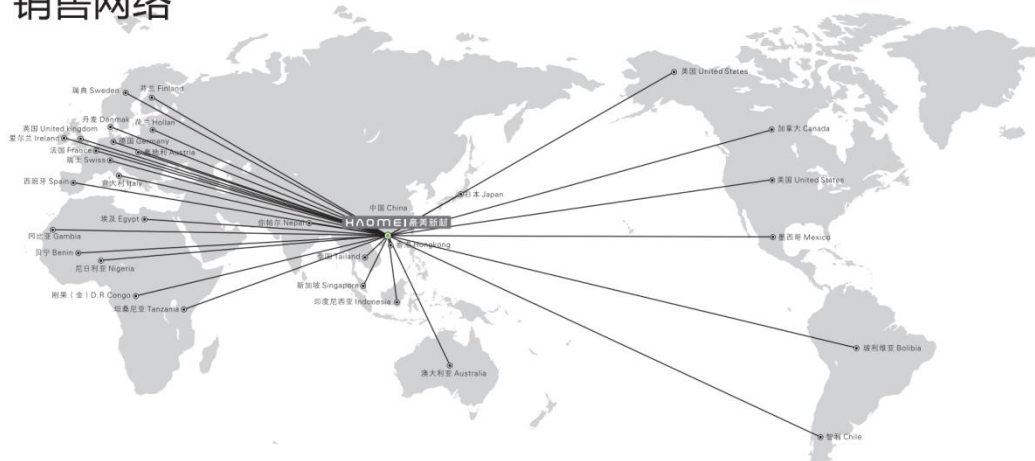 销售网络
美国 United States
瑞典 Sweden
芬兰 Finland
丹麦 Denmak
荷兰 Hollan
英国 United kingdom
加拿大 Canada
爱尔兰 Ireland
德国 Germany
法国 France
奥地利 Austria
瑞士 Swiss
西班牙 Spain
意大利 Italy
美国 United States
日本 Japan
中国 China
埃及 Egypt
你帕尔 Nepal
HAOMEI 豪美新材
冈比亚 Gambia
墨西哥 Mexico
香港 Hongkong
贝宁 Benin
泰国 Tailand
尼日利亚 Nigeria
新加坡 Singapore
刚果（金）D.R.Congo
印度尼西亚 Indonesia
坦桑尼亚 Tanzania
玻利维亚 Bolibia
澳大利亚 Australia
智利 Chile